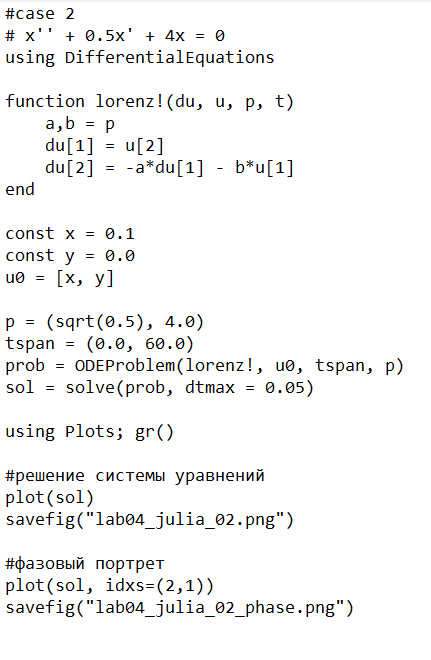 #case 2
# x'' + 0.5x' + 4x = 0
using DifferentialEquations

function lorenz!(du, u, p, t)
    a,b = p
    du[1] = u[2]
    du[2] = -a*du[1] - b*u[1]
end

const x = 0.1
const y = 0.0
u0 = [x, y]

p = (sqrt(0.5), 4.0)
tspan = (0.0, 60.0)
prob = ODEProblem(lorenz!, u0, tspan, p)
sol = solve(prob, dtmax = 0.05)

using Plots; gr()

#решение системы уравнений
plot(sol)
savefig("lab04_julia_02.png")

#фазовый портрет
plot(sol, idxs=(2,1))
savefig("lab04_julia_02_phase.png")